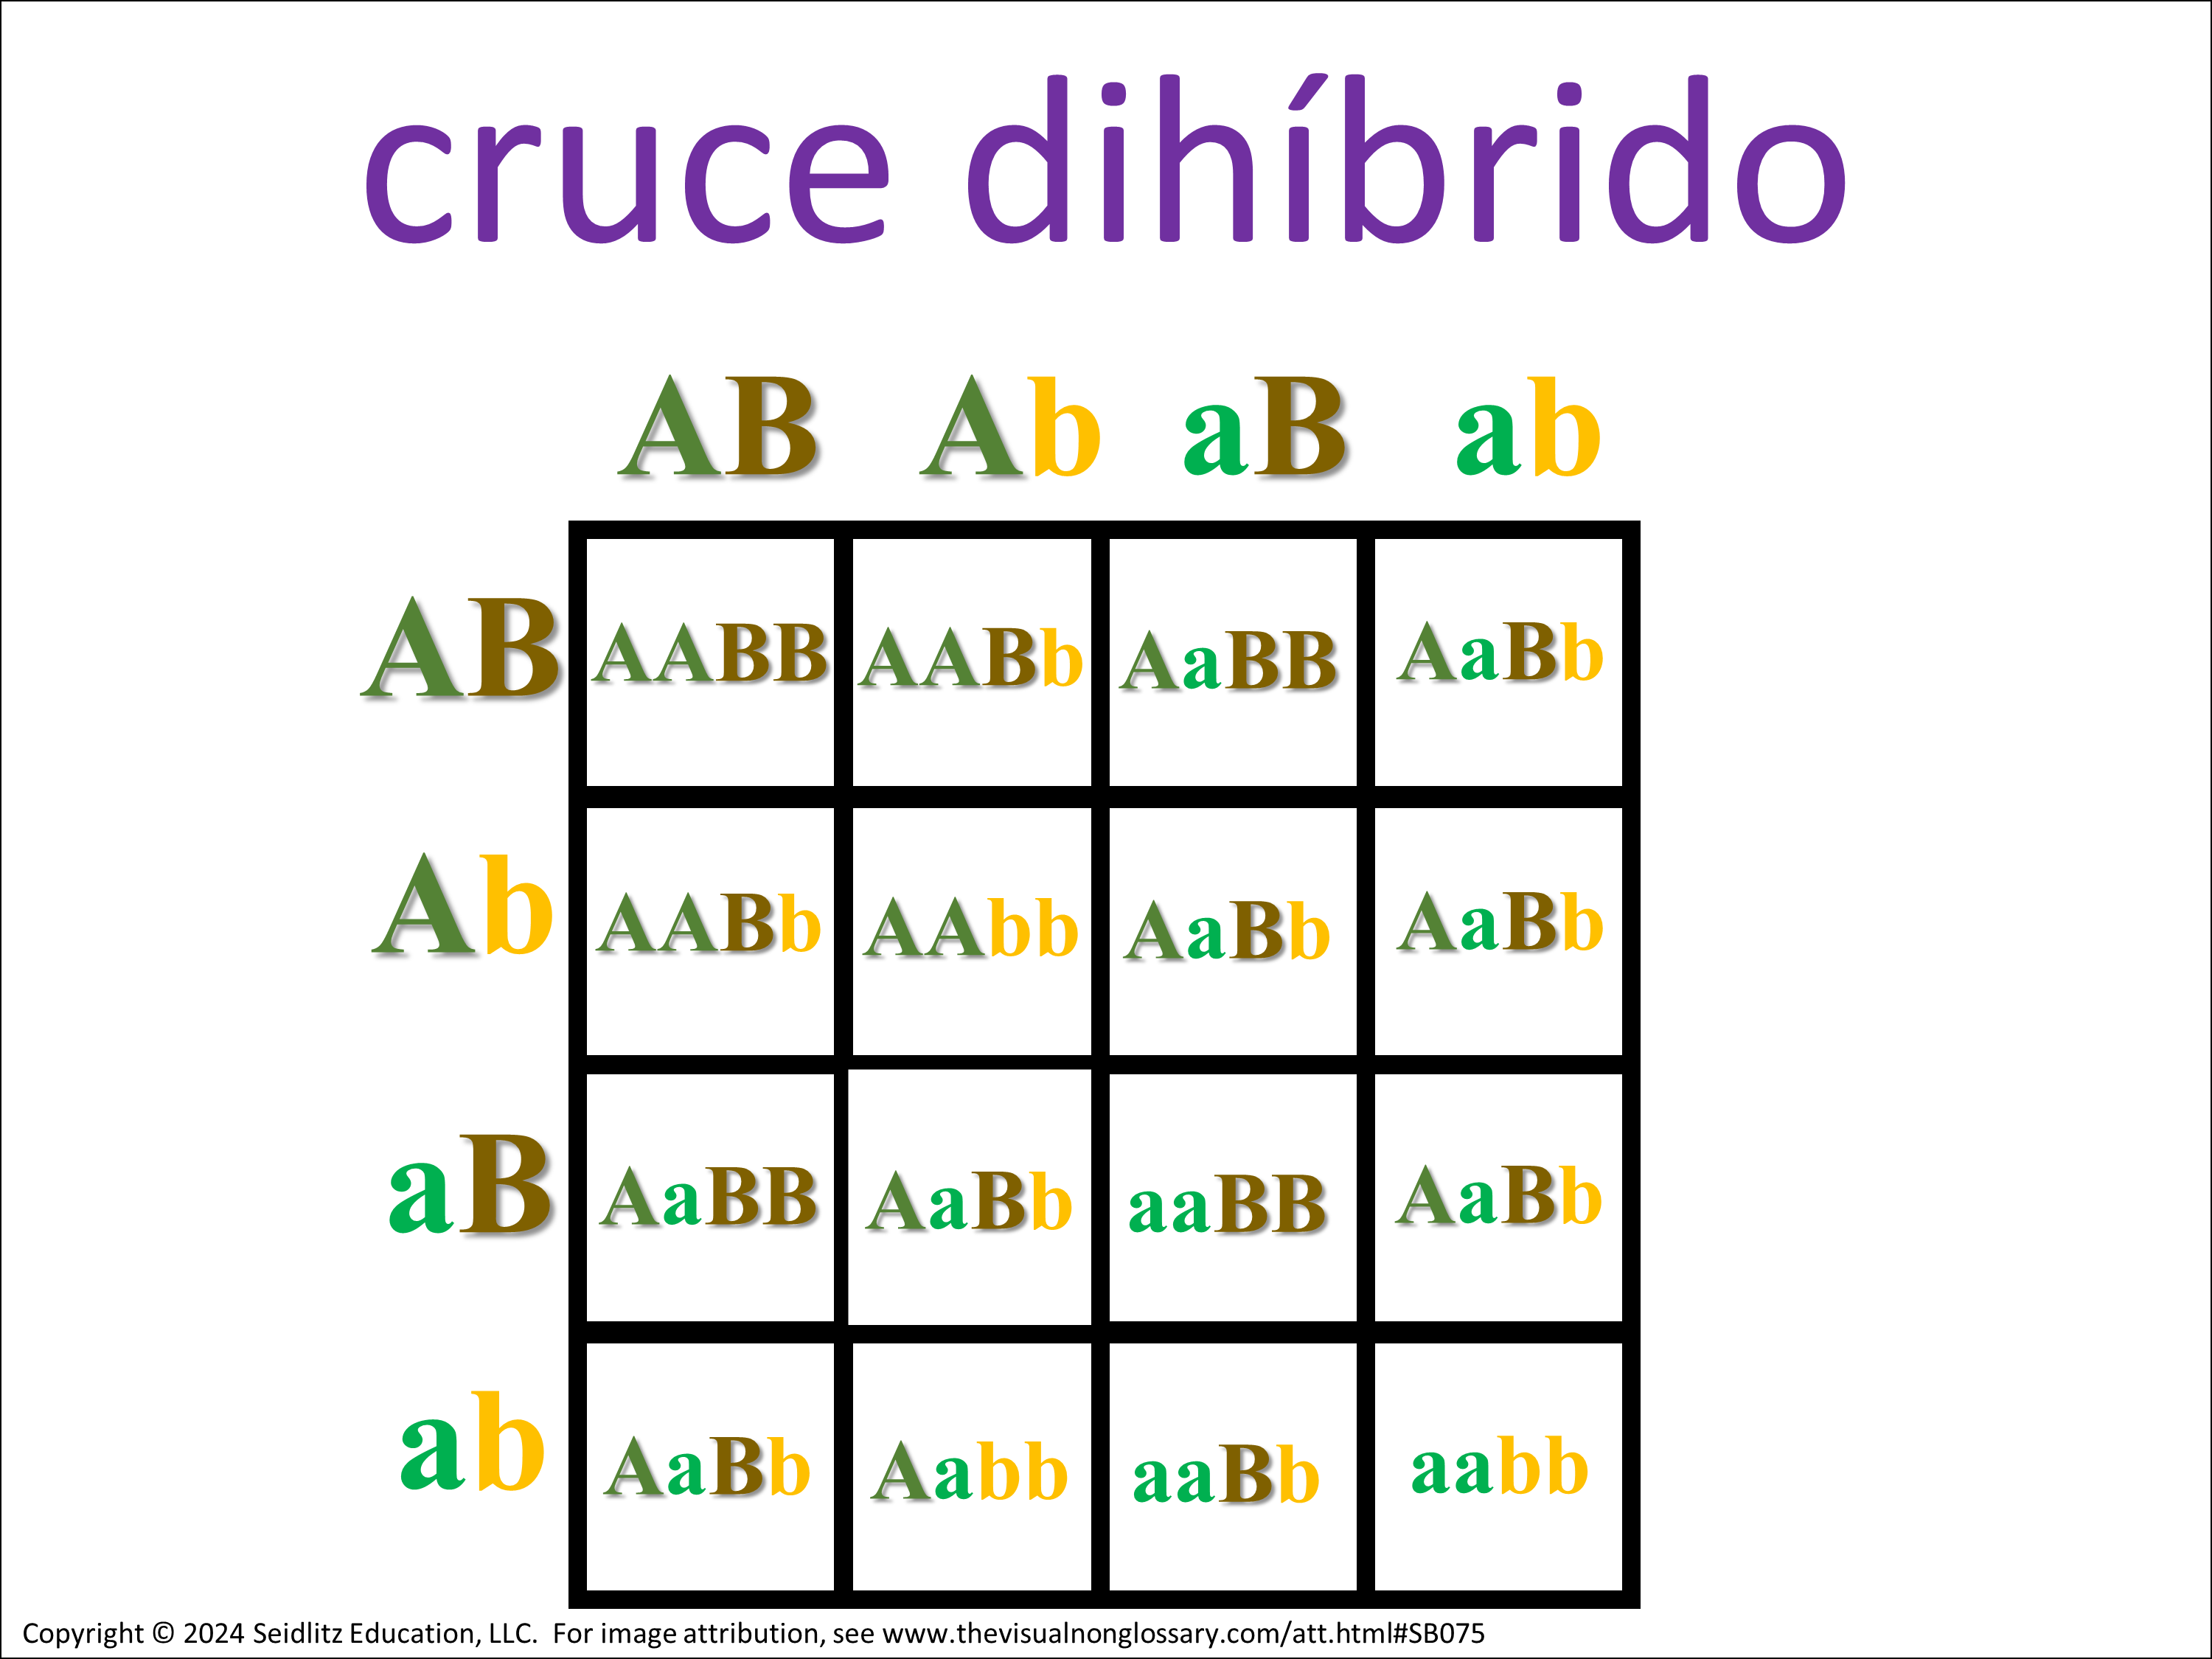 cruce dihíbrido
AB Ab aB ab
AB AABB AABb AaBB AaBb
Ab AABb AAbb AaBb AaBb
aB AaBB AaBb aaBB AaBb
ab AaBb Aabb aaBb aabb
Copyright © 2024 Seidlitz Education, LLC. For image attribution, see www.thevisualnonglossary.com/att.html#SB075